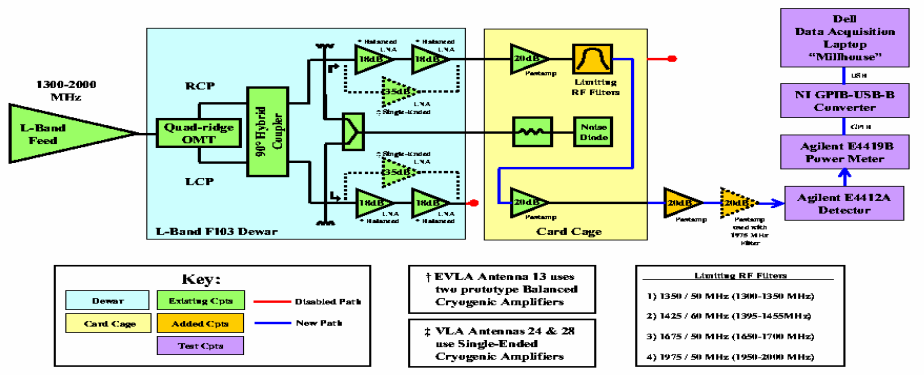 1300-2000
MHz
L-Band
Feed
RCP
Quad-ridge
OMT
LCP
90° Hybrid
Coupler
† Balanced
LNA
18dB
† Balanced
LNA
18dB
35dB
LNA
‡ Single-Ended
‡ Single-Ended
LNA
35dB
18dB
LNA
† Balanced
18dB
LNA
† Balanced
L-Band F103 Dewar
20dB
Postamp
Limiting
RF Filters
Noise
Diode
20dB
Postamp
Card Cage
20dB
Postamp
20dB
Postamp
used with
1975 MHz
Filter
Dell
Data Acquisition
Laptop
"Millhouse"
USB
NI GPIB-USB-B
Converter
GPIB
Agilent E4419B
Power Meter
Agilent E4412A
Detector
Key:
Dewar
Existing Cpts
Disabled Path
Card Cage
Added Cpts
New Path
Test Cpts
† EVLA Antenna 13 uses
two prototype Balanced
Cryogenic Amplifiers
‡ VLA Antennas 24 & 28
use Single-Ended
Cryogenic Amplifiers
Limiting RF Filters
1) 1350 / 50 MHz (1300-1350 MHz)
2) 1425 / 60 MHz (1395-1455MHz)
3) 1675 / 50 MHz (1650-1700 MHz)
4) 1975 / 50 MHz (1950-2000 MHz)